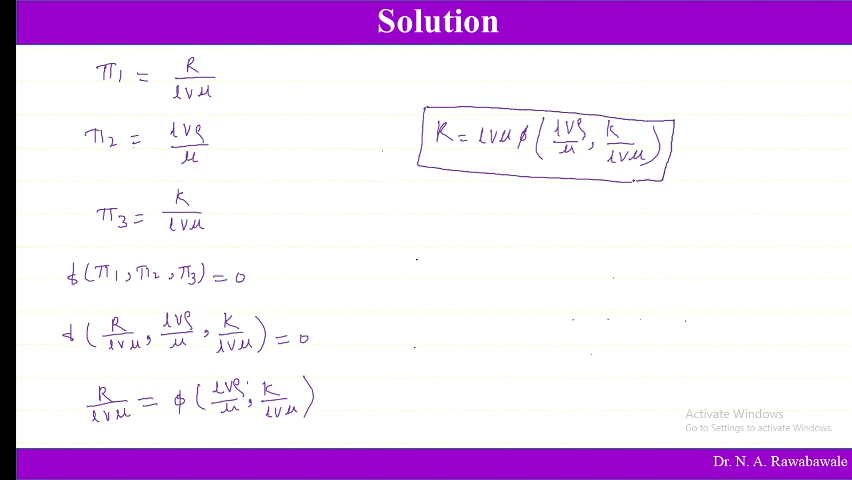 Solution
π1 = R / lVμ
π2 = lVρ / μ
π3 = K / lVμ
f(π1, π2, π3) = 0
f(R/lVμ, lVρ/μ, K/lVμ) = 0
R/lVμ = φ(lVρ/μ, K/lVμ)
R = lVμ φ(lVρ/μ, K/lVμ)
Activate Windows
Go to Settings to activate Windows.
Dr. N. A. Rawabawale